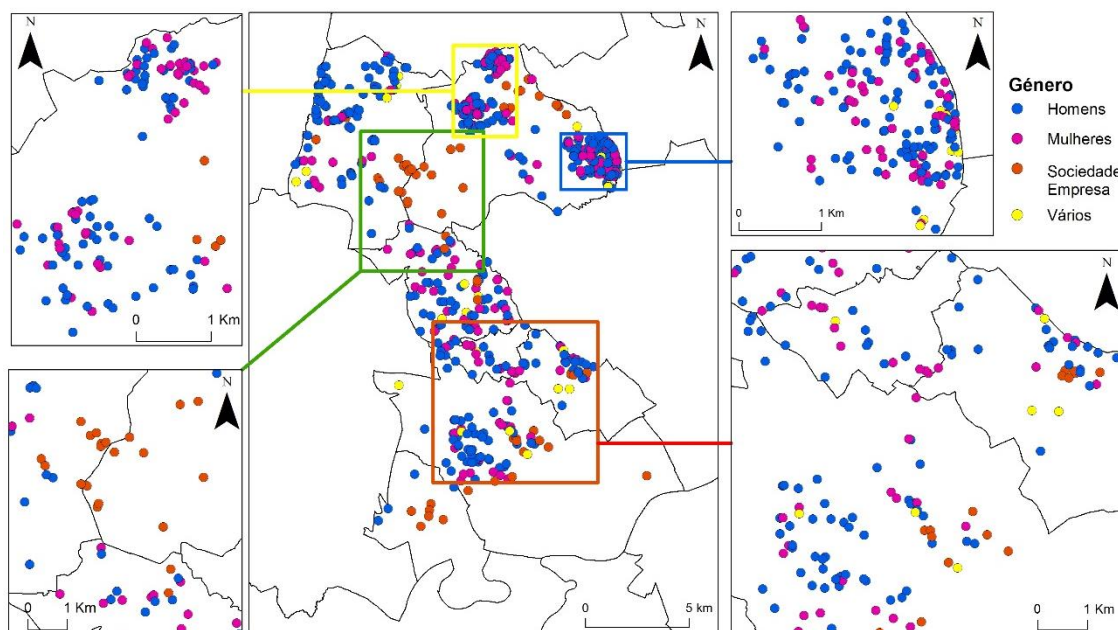 N
N
N
N
N
Género
Homens
Mulheres
Sociedade
Empresa
Vários
0 1 Km
0 1 Km
0 1 Km
0 5 km
0 1 Km